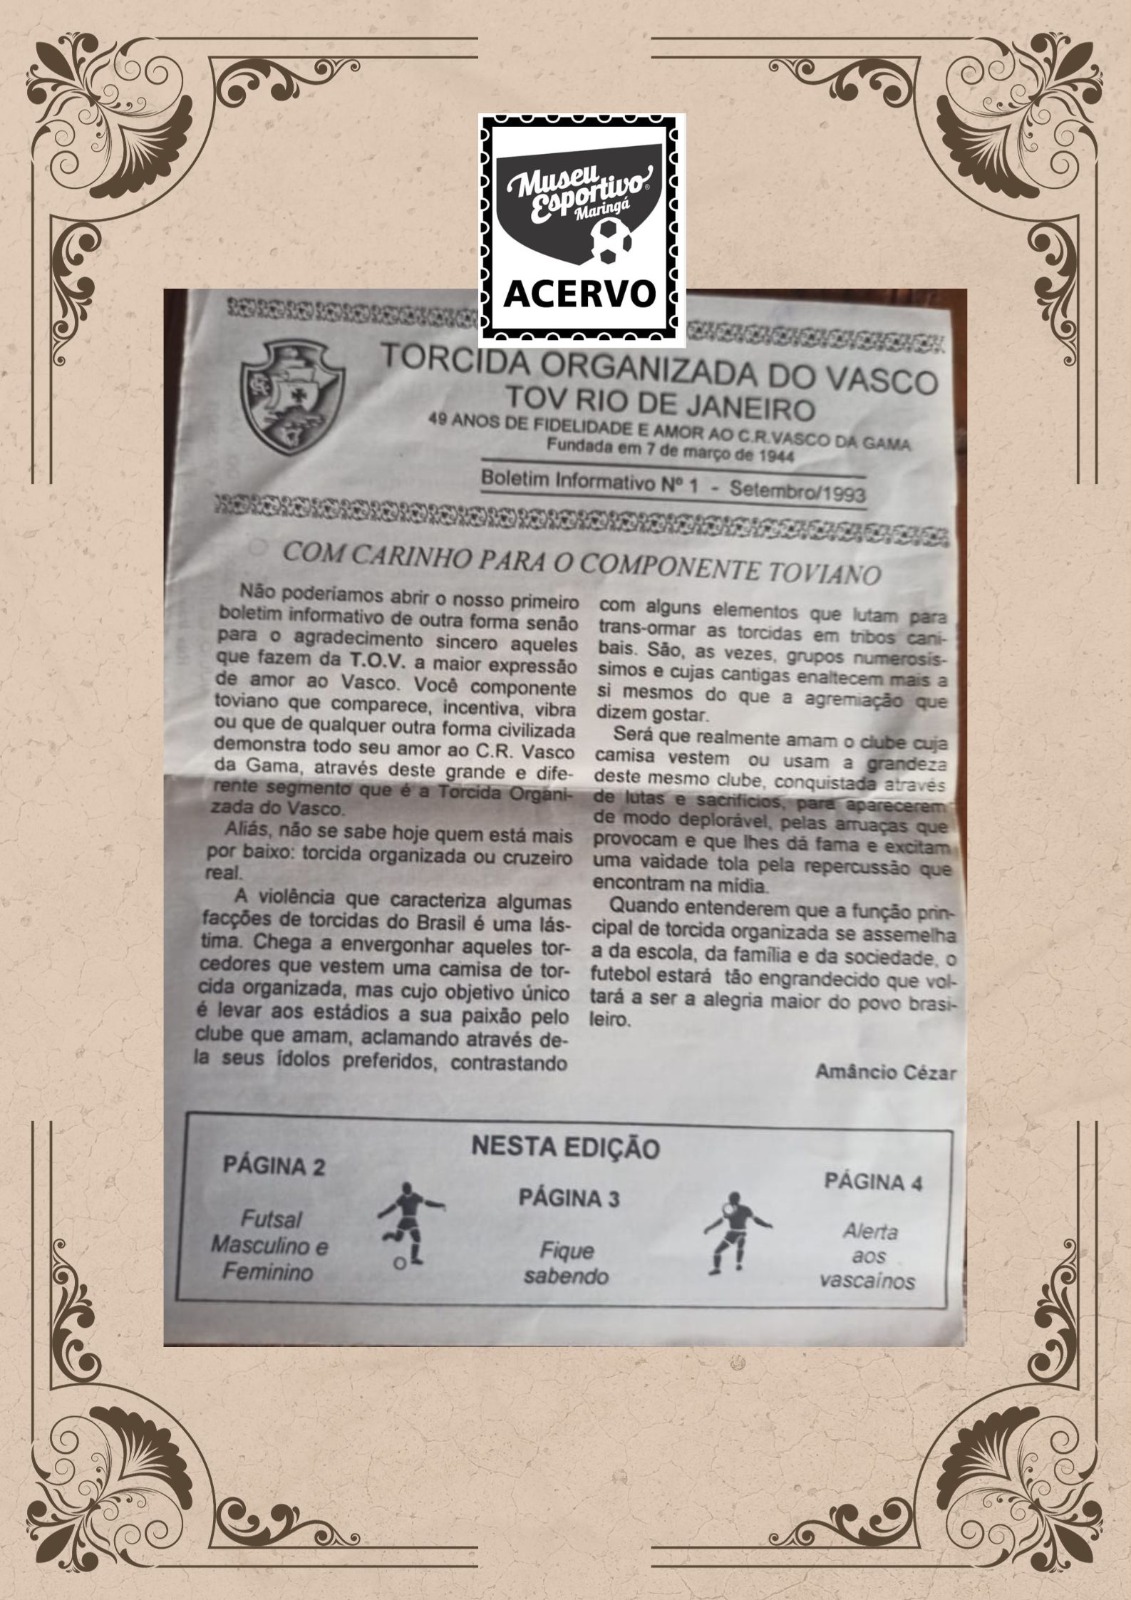 Museu
Esportivo
Maringá
ACERVO
TORCIDA ORGANIZADA DO VASCO
TOV RIO DE JANEIRO
49 ANOS DE FIDELIDADE E AMOR AO C.R.VASCO DA GAMA
Fundada em 7 de março de 1944
Boletim Informativo Nº 1 - Setembro/1993
COM CARINHO PARA O COMPONENTE TOVIANO
Não poderiamos abrir o nosso primeiro
boletim informativo de outra forma senão
para o agradecimento sincero aqueles
que fazem da T.O.V. a maior expressão
de amor ao Vasco. Você componente
toviano que comparece, incentiva, vibra
ou que de qualquer outra forma civilizada
demonstra todo seu amor ao C.R. Vasco
da Gama, através deste grande e dife-
rente segmento que é a Torcida Organi-
zada do Vasco.
Aliás, não se sabe hoje quem está mais
por baixo: torcida organizada ou cruzeiro
real.
A violência que caracteriza algumas
facções de torcidas do Brasil é uma lás-
tima. Chega a envergonhar aqueles tor-
cedores que vestem uma camisa de tor-
cida organizada, mas cujo objetivo único
é levar aos estádios a sua paixão pelo
clube que amam, aclamando através de-
la seus ídolos preferidos, contrastando
com alguns elementos que lutam para
trans-ormar as torcidas em tribos cani-
bais. São, as vezes, grupos numerosís-
simos e cujas cantigas enaltecem mais a
si mesmos do que a agremiação que
dizem gostar.
Será que realmente amam o clube cuja
camisa vestem ou usam a grandeza
deste mesmo clube, conquistada através
de lutas e sacrifícios, para aparecerem
de modo deplorável, pelas arruaças que
provocam e que lhes dá fama e excitam
uma vaidade tola pela repercussão que
encontram na mídia.
Quando entenderem que a função prin-
cipal de torcida organizada se assemelha
a da escola, da família e da sociedade, o
futebol estará tão engrandecido que vol-
tará a ser a alegria maior do povo brasi-
leiro.
Amâncio Cézar
NESTA EDIÇÃO
PÁGINA 2
Futsal
Masculino e
Feminino
PÁGINA 3
Fique
sabendo
PÁGINA 4
Alerta
aos
vascaínos